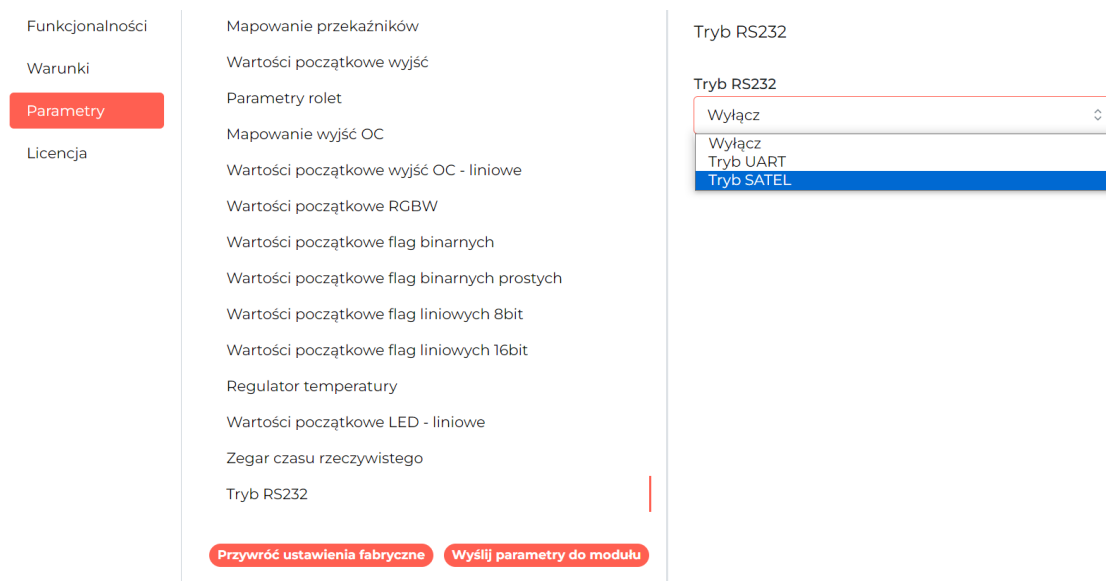 Funkcjonalności
Warunki
Parametry
Licencja
Mapowanie przekaźników
Wartości początkowe wyjść
Parametry rolet
Mapowanie wyjść OC
Wartości początkowe wyjść OC - liniowe
Wartości początkowe RGBW
Wartości początkowe flag binarnych
Wartości początkowe flag binarnych prostych
Wartości początkowe flag liniowych 8bit
Wartości początkowe flag liniowych 16bit
Regulator temperatury
Wartości początkowe LED - liniowe
Zegar czasu rzeczywistego
Tryb RS232
Przywróć ustawienia fabryczne
Wyślij parametry do modułu
Tryb RS232
Tryb RS232
Wyłącz
Wyłącz
Tryb UART
Tryb SATEL